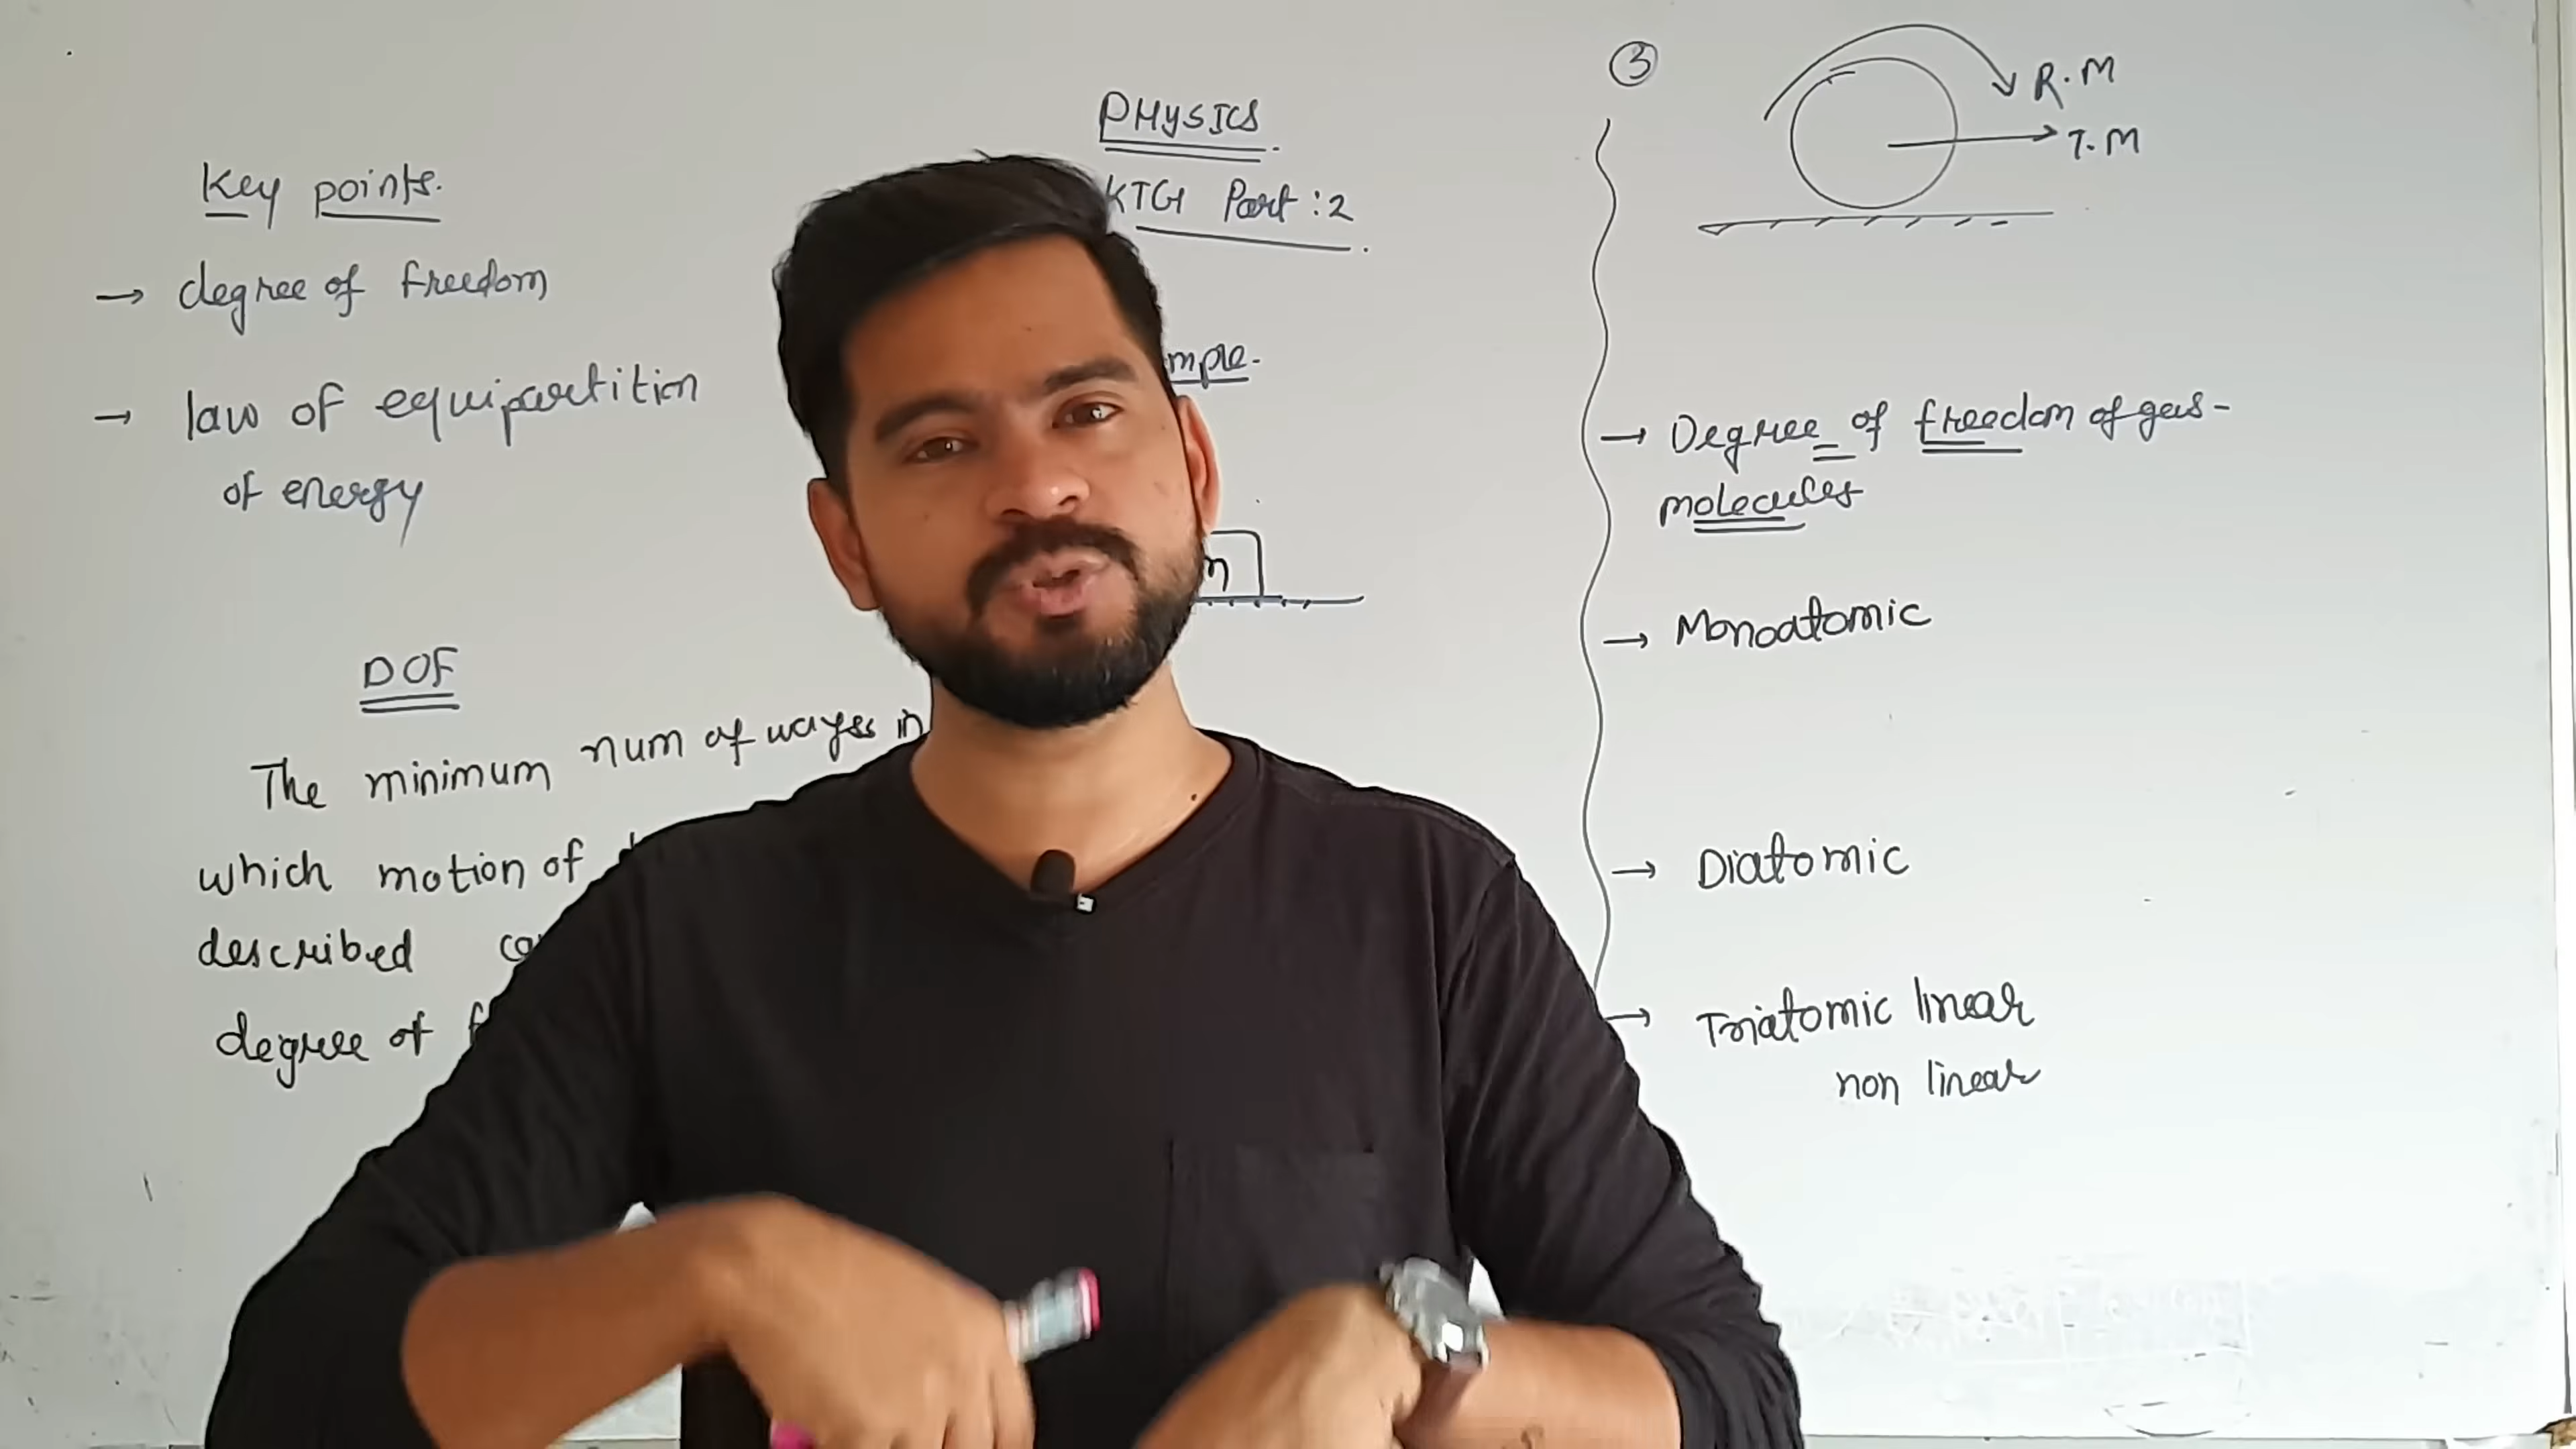 Key points.
→ degree of freedom
→ law of equipartition
of energy
DOF
The minimum num of ways in
which motion of
described
degree of
PHYSICS
KTG Part:2
③
R.M
T.M
→ Degree of freedom of gas-
molecules
→ Monoatomic
→ Diatomic
→ Triatomic linear
non linear